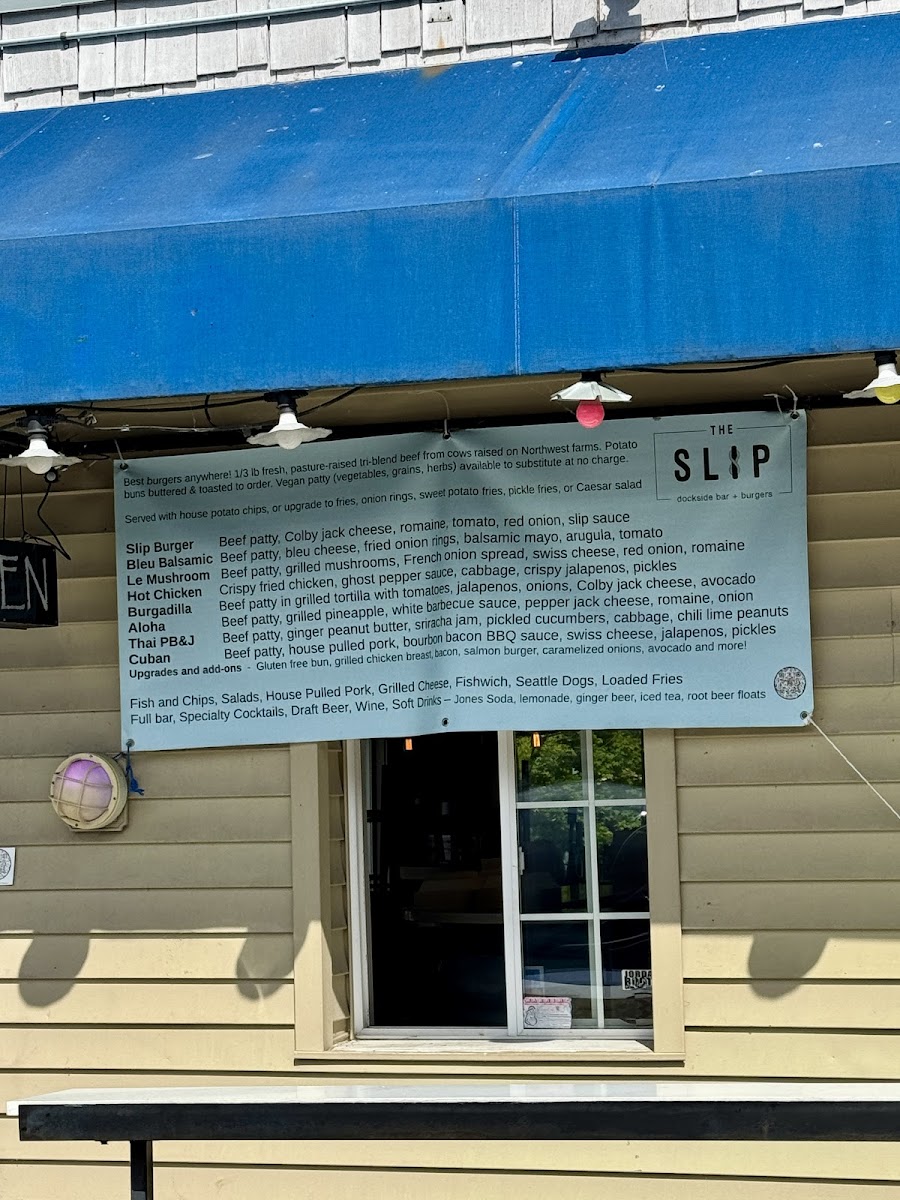 THE
SLIP
dockside bar + burgers
Best burgers anywhere! 1/3 lb fresh, pasture-raised tri-blend beef from cows raised on Northwest farms. Potato
buns buttered & toasted to order. Vegan patty (vegetables, grains, herbs) available to substitute at no charge.
Served with house potato chips, or upgrade to fries, onion rings, sweet potato fries, pickle fries, or Caesar salad
Slip Burger Beef patty, Colby jack cheese, romaine, tomato, red onion, slip sauce
Bleu Balsamic Beef patty, bleu cheese, fried onion rings, balsamic mayo, arugula, tomato
Le Mushroom Beef patty, grilled mushrooms, French onion spread, swiss cheese, red onion, romaine
Hot Chicken Crispy fried chicken, ghost pepper sauce, cabbage, crispy jalapenos, pickles
Burgadilla Beef patty in grilled tortilla with tomatoes, jalapenos, onions, Colby jack cheese, avocado
Aloha Beef patty, grilled pineapple, white barbecue sauce, pepper jack cheese, romaine, onion
Thai PB&J Beef patty, ginger peanut butter, sriracha jam, pickled cucumbers, cabbage, chili lime peanuts
Cuban Beef patty, house pulled pork, bourbon bacon BBQ sauce, swiss cheese, jalapenos, pickles
Upgrades and add-ons - Gluten free bun, grilled chicken breast, bacon, salmon burger, caramelized onions, avocado and more!
Fish and Chips, Salads, House Pulled Pork, Grilled Cheese, Fishwich, Seattle Dogs, Loaded Fries
Full bar, Specialty Cocktails, Draft Beer, Wine, Soft Drinks – Jones Soda, lemonade, ginger beer, iced tea, root beer floats
EN